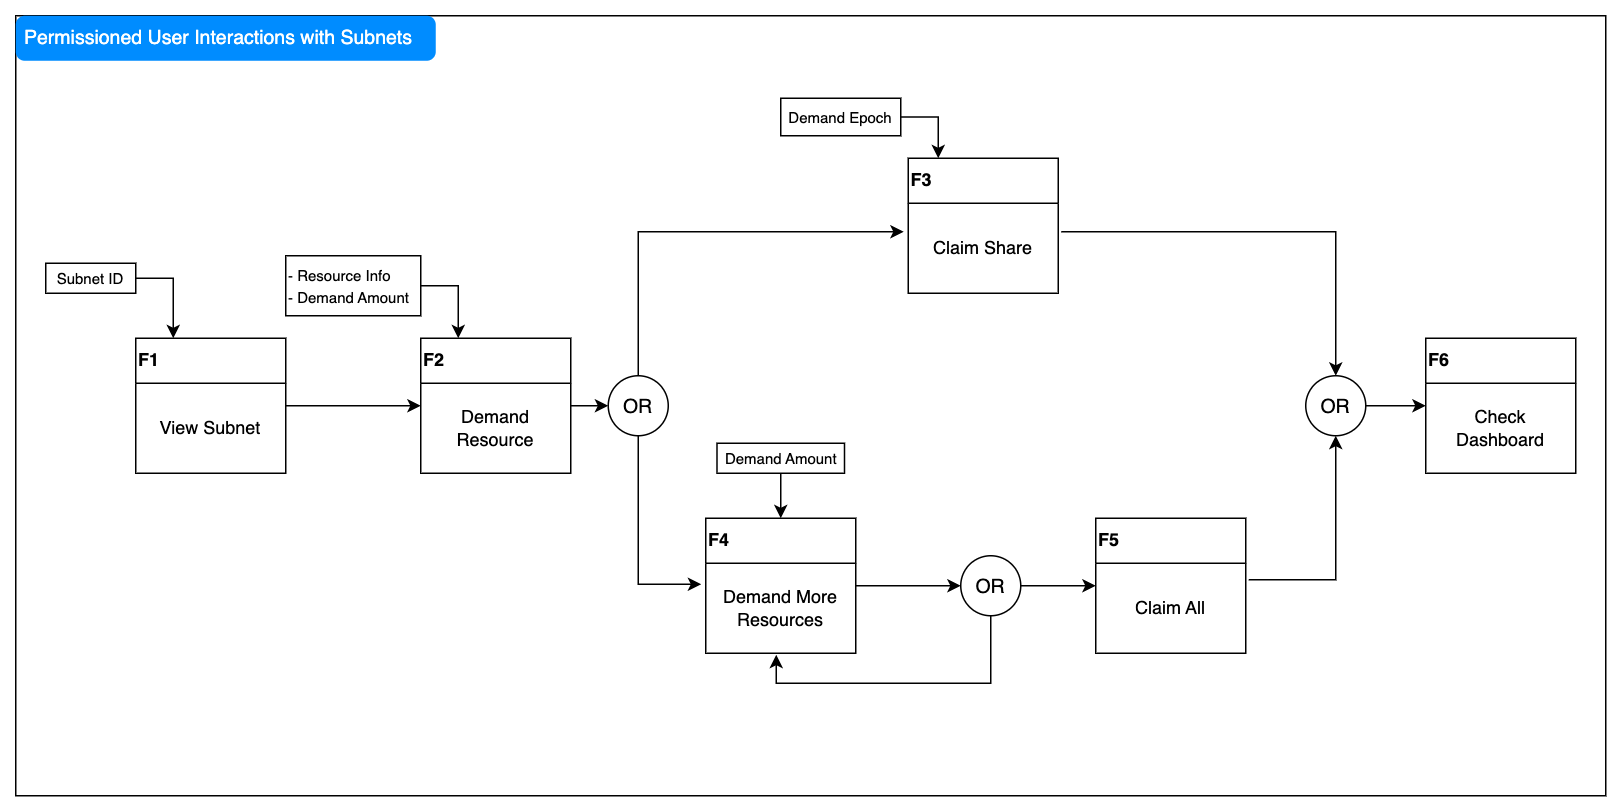 Permissioned User Interactions with Subnets
Demand Epoch
F3
Claim Share
Subnet ID
- Resource Info
- Demand Amount
F1
View Subnet
F2
Demand
Resource
OR
OR
F6
Check
Dashboard
Demand Amount
F4
Demand More
Resources
OR
F5
Claim All